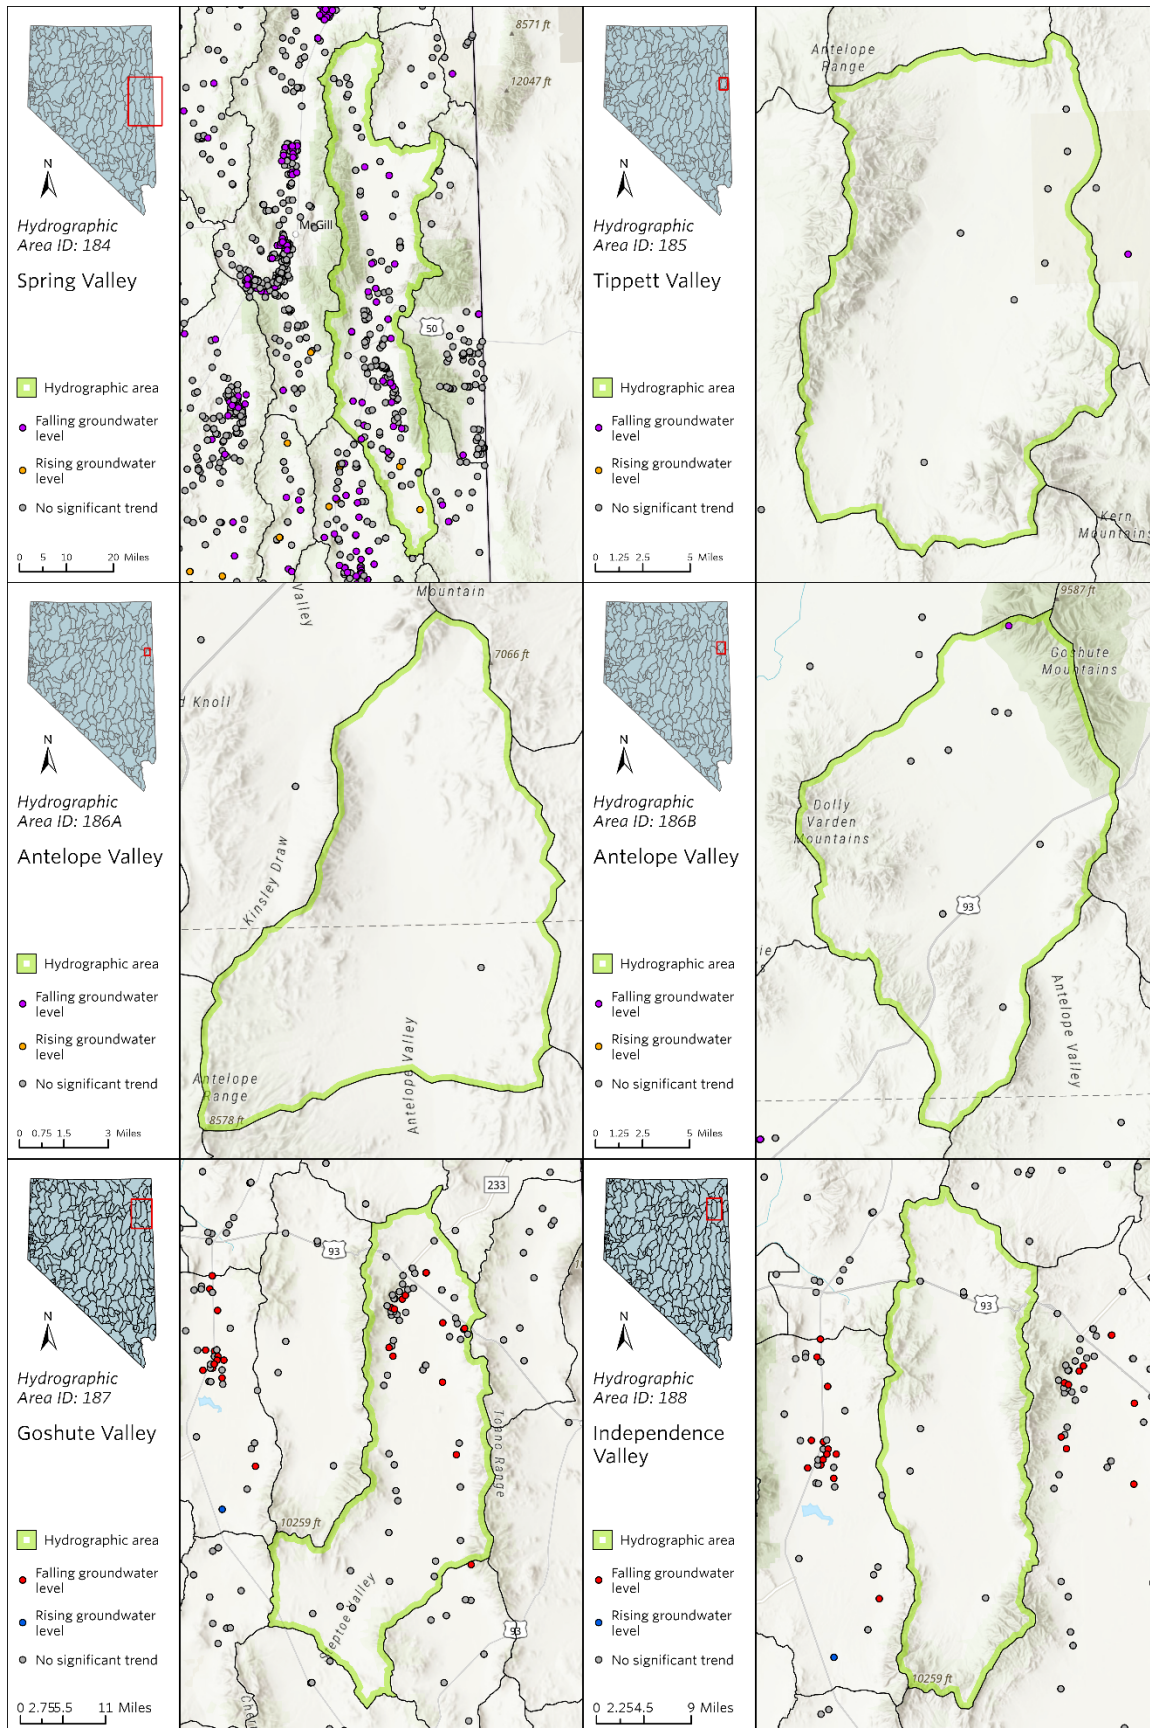 N
Hydrographic
Area ID: 184
Spring Valley
Hydrographic area
Falling groundwater
level
Rising groundwater
level
No significant trend
0 5 10 20 Miles
8571 ft
12047 ft
McGill
50
N
Hydrographic
Area ID: 185
Tippett Valley
Hydrographic area
Falling groundwater
level
Rising groundwater
level
No significant trend
0 1.25 2.5 5 Miles
Antelope
Range
Kern
Mountains
N
Hydrographic
Area ID: 186A
Antelope Valley
Hydrographic area
Falling groundwater
level
Rising groundwater
level
No significant trend
0 0.75 1.5 3 Miles
Valley
Mountain
7066 ft
d Knoll
Kinsley Draw
Antelope Valley
Antelope
Range
8578 ft
N
Hydrographic
Area ID: 186B
Antelope Valley
Hydrographic area
Falling groundwater
level
Rising groundwater
level
No significant trend
0 1.25 2.5 5 Miles
9587 ft
Goshute
Mountains
Dolly
Varden
Mountains
93
Antelope Valley
N
Hydrographic
Area ID: 187
Goshute Valley
Hydrographic area
Falling groundwater
level
Rising groundwater
level
No significant trend
0 2.75 5.5 11 Miles
233
93
Toano Range
10259 ft
Steptoe Valley
93
N
Hydrographic
Area ID: 188
Independence
Valley
Hydrographic area
Falling groundwater
level
Rising groundwater
level
No significant trend
0 2.25 4.5 9 Miles
93
10259 ft